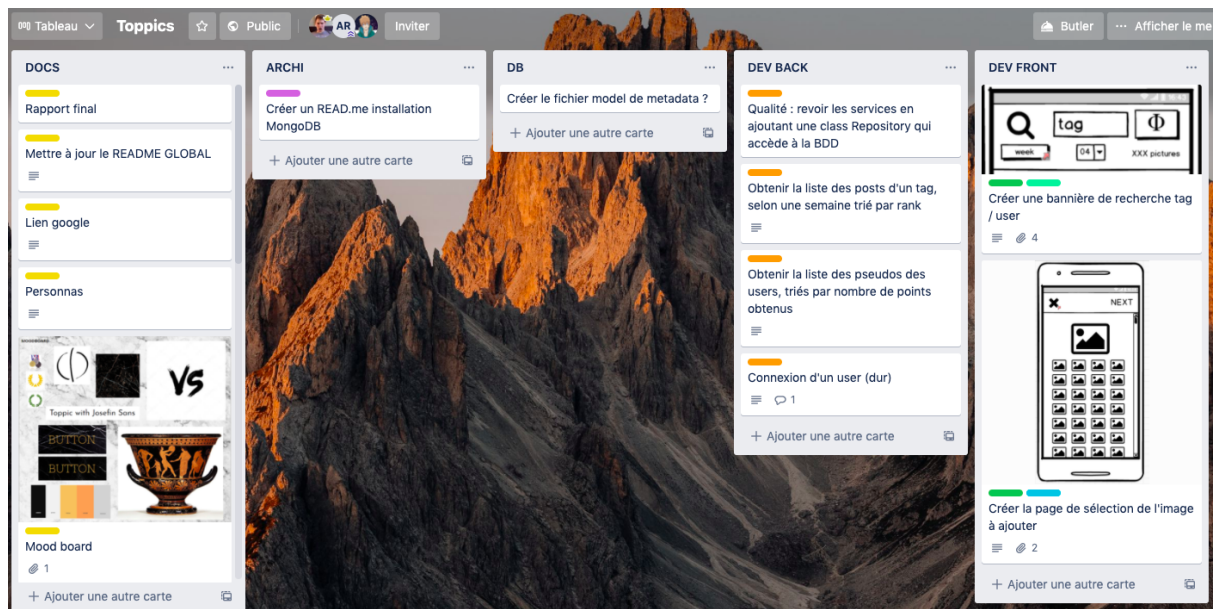 Tableau
Toppics
Public
AR
Inviter
Butler
Afficher le me
DOCS
Rapport final
Mettre à jour le README GLOBAL
Lien google
Personnas
MOODBOARD
VS
Toppic with Josefin Sans
BUTTON
BUTTON
Mood board
1
+ Ajouter une autre carte
ARCHI
Créer un READ.me installation
MongoDB
+ Ajouter une autre carte
DB
Créer le fichier model de metadata ?
+ Ajouter une autre carte
DEV BACK
Qualité : revoir les services en
ajoutant une class Repository qui
accède à la BDD
Obtenir la liste des posts d'un tag,
selon une semaine trié par rank
Obtenir la liste des pseudos des
users, triés par nombre de points
obtenus
Connexion d'un user (dur)
1
+ Ajouter une autre carte
DEV FRONT
tag
Φ
week
04
XXX pictures
Créer une bannière de recherche tag
/ user
4
X
NEXT
Créer la page de sélection de l'image
à ajouter
2
+ Ajouter une autre carte